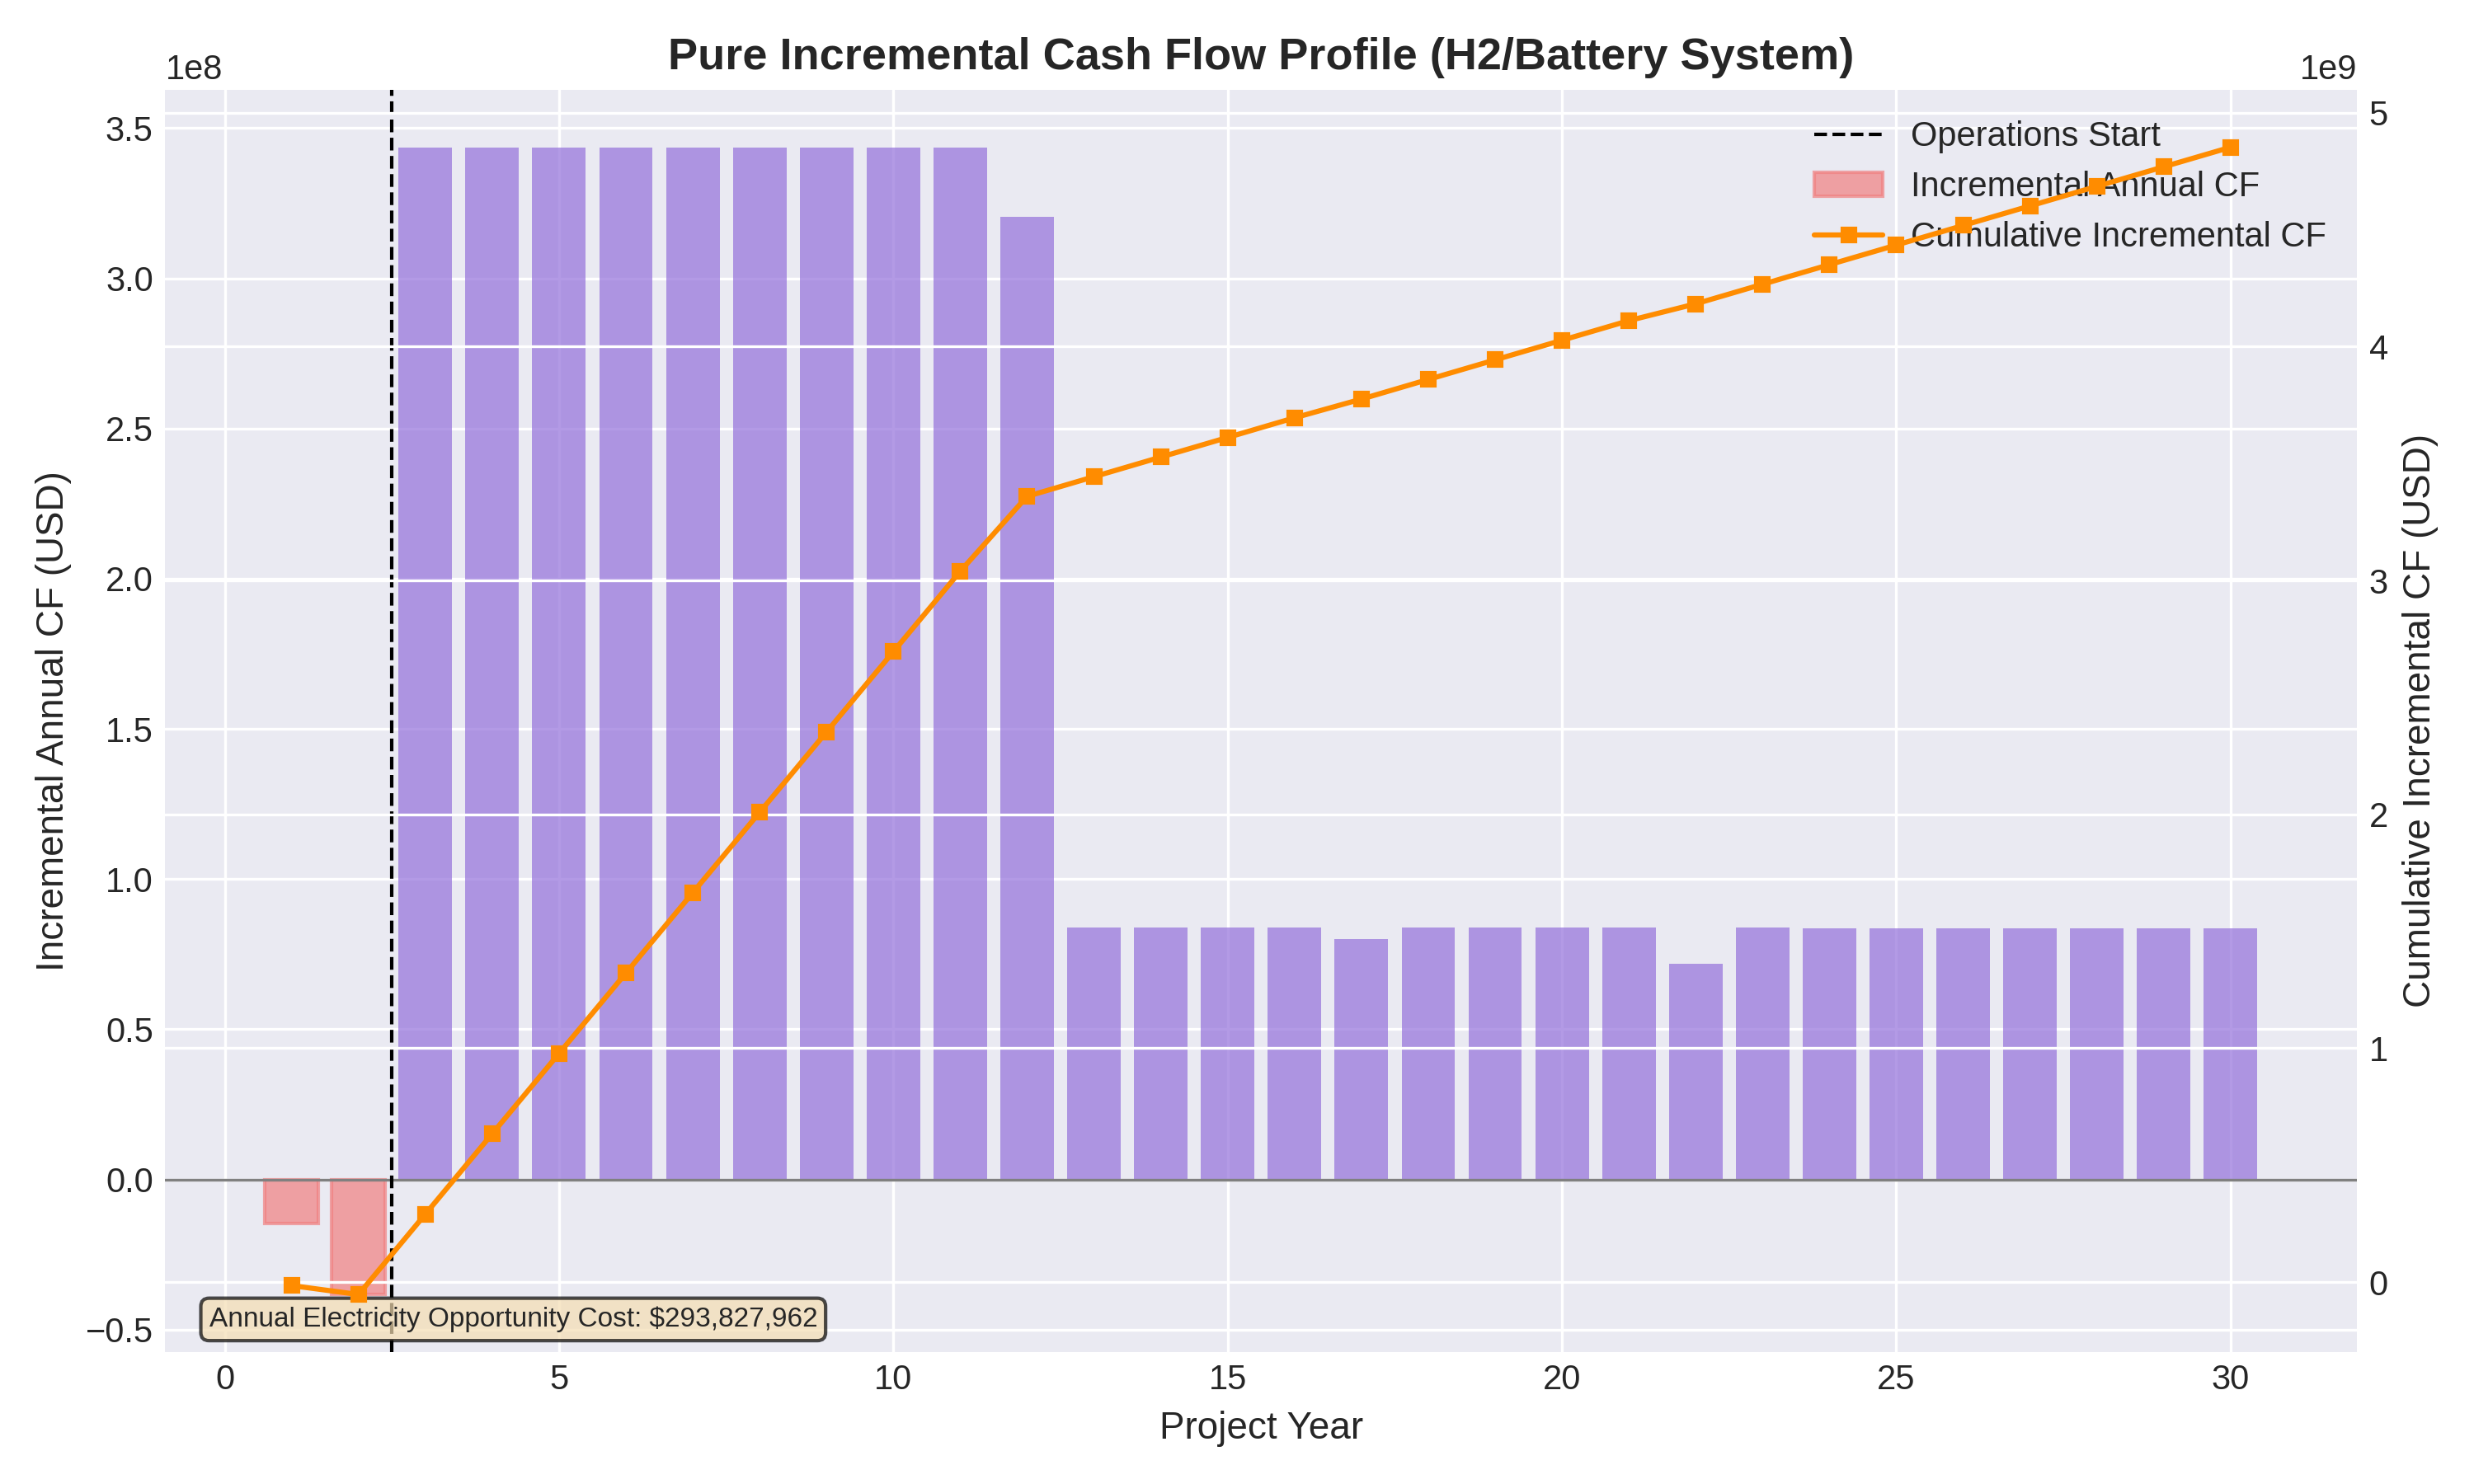 Pure Incremental Cash Flow Profile (H2/Battery System)
1e8
1e9
Operations Start
Incremental Annual CF
Cumulative Incremental CF
Incremental Annual CF (USD)
3.5
3.0
2.5
2.0
1.5
1.0
0.5
0.0
−0.5
Cumulative Incremental CF (USD)
5
4
3
2
1
0
Annual Electricity Opportunity Cost: $293,827,962
0 5 10 15 20 25 30
Project Year